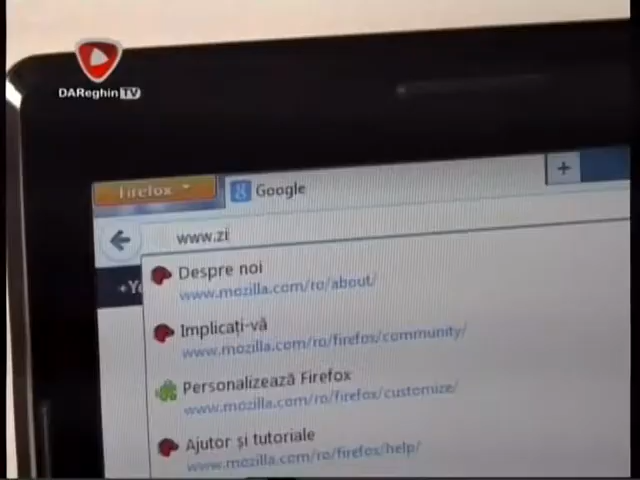 DAReghin TV
Firefox
Google
+
www.zi
Despre noi
www.mozilla.com/ro/about/
Implicați-vă
www.mozilla.com/ro/firefox/community/
Personalizează Firefox
www.mozilla.com/ro/firefox/customize/
Ajutor și tutoriale
www.mozilla.com/ro/firefox/help/